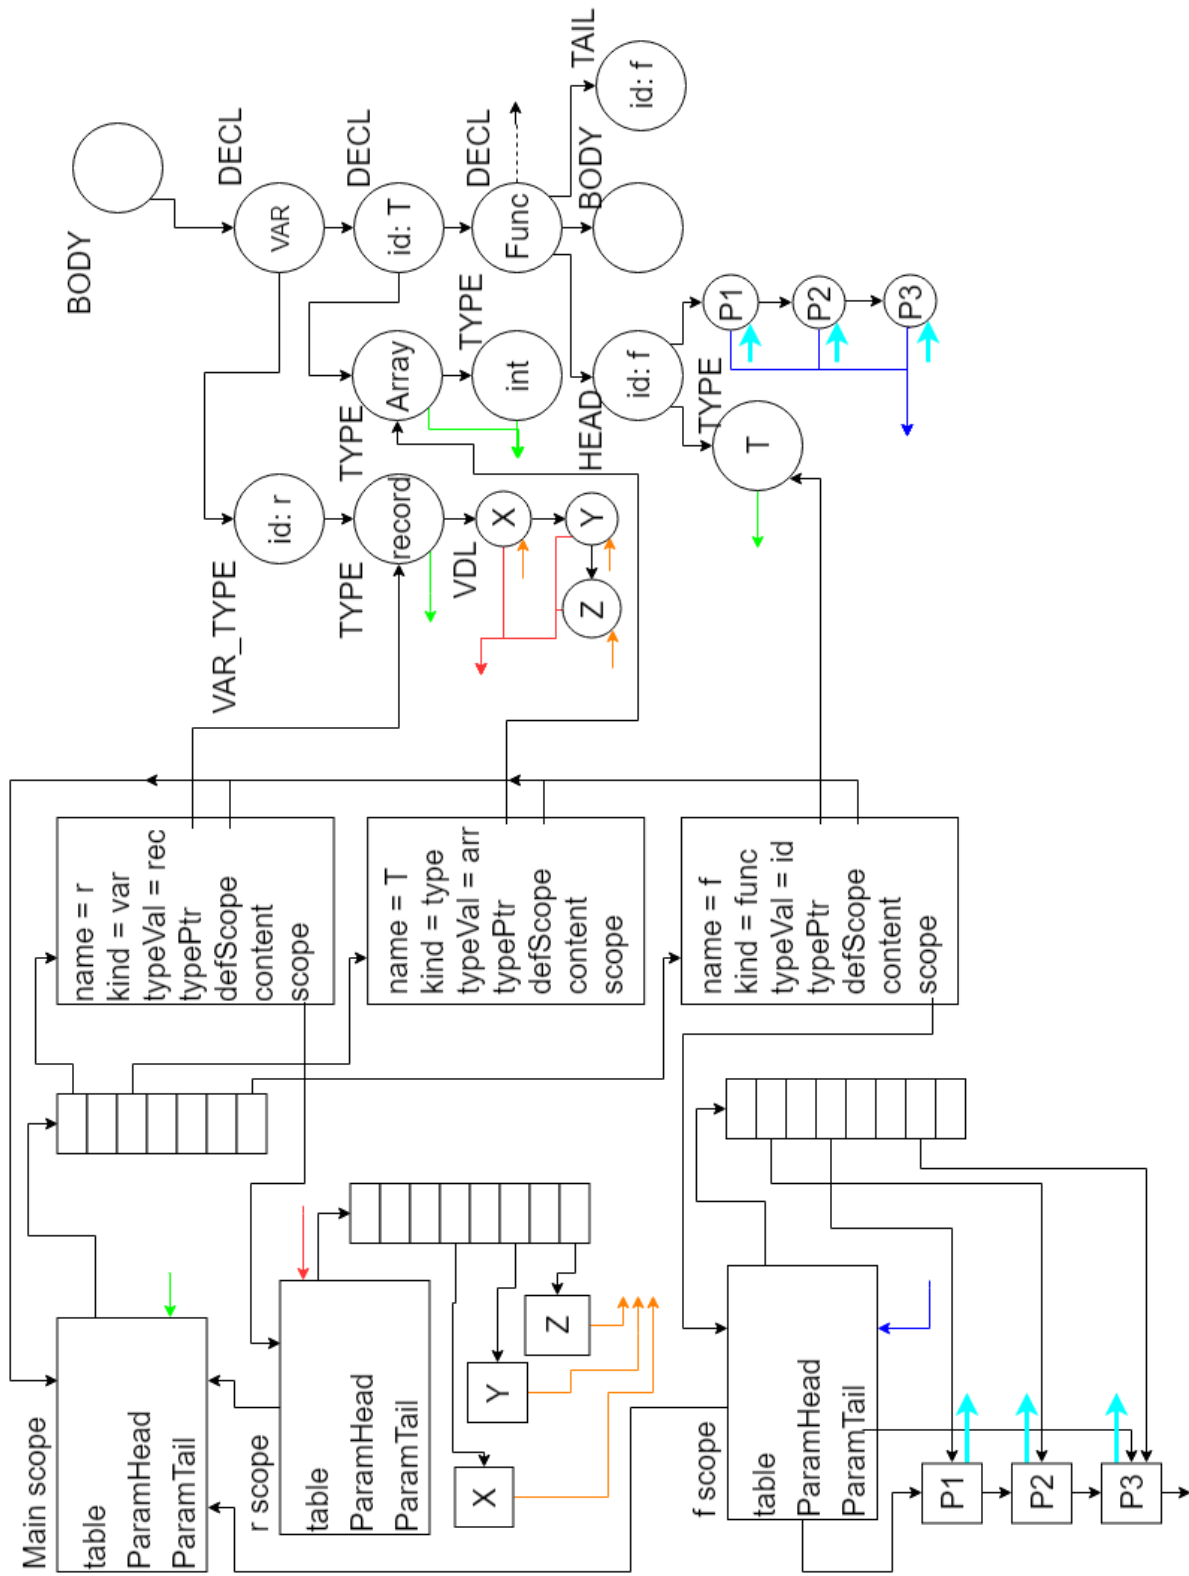 Main scope
table
ParamHead
ParamTail
r scope
table
ParamHead
ParamTail
X
Y
Z
f scope
table
ParamHead
ParamTail
P1
P2
P3
name = r
kind = var
typeVal = rec
typePtr
defScope
content
scope
name = T
kind = type
typeVal = arr
typePtr
defScope
content
scope
name = f
kind = func
typeVal = id
typePtr
defScope
content
scope
BODY
DECL
VAR
VAR_TYPE
id: r
DECL
id: T
TYPE
record
TYPE
Array
VDL
X
Y
Z
TYPE
int
DECL
Func
HEAD
id: f
BODY
TAIL
id: f
TYPE
T
P1
P2
P3